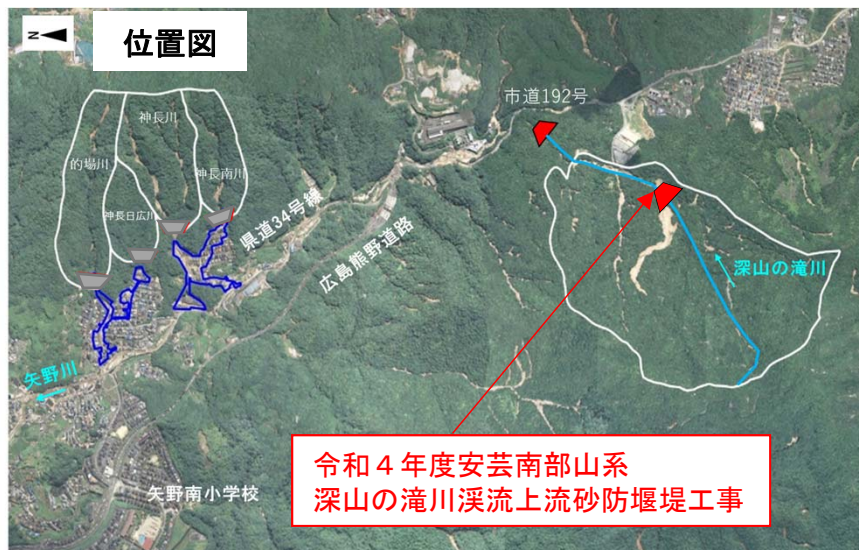 N
位置図
市道192号
神長川
的場川
神長南川
神長日広川
県道34号線
広島熊野道路
深山の滝川
矢野川
矢野南小学校
令和４年度安芸南部山系
深山の滝川渓流上流砂防堰堤工事